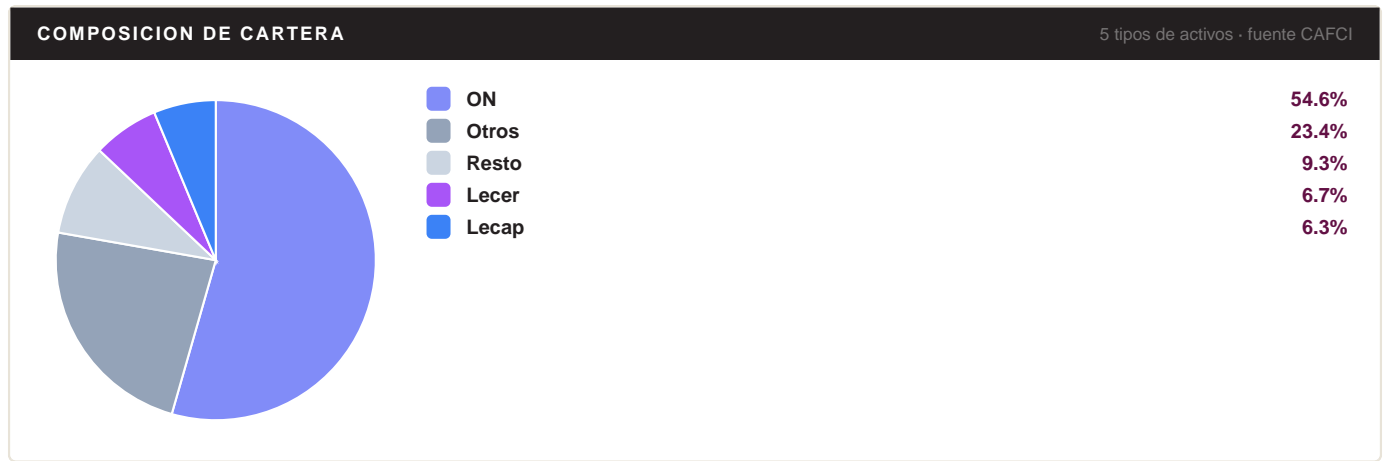 COMPOSICION DE CARTERA
5 tipos de activos · fuente CAFCI
ON 54.6%
Otros 23.4%
Resto 9.3%
Lecer 6.7%
Lecap 6.3%